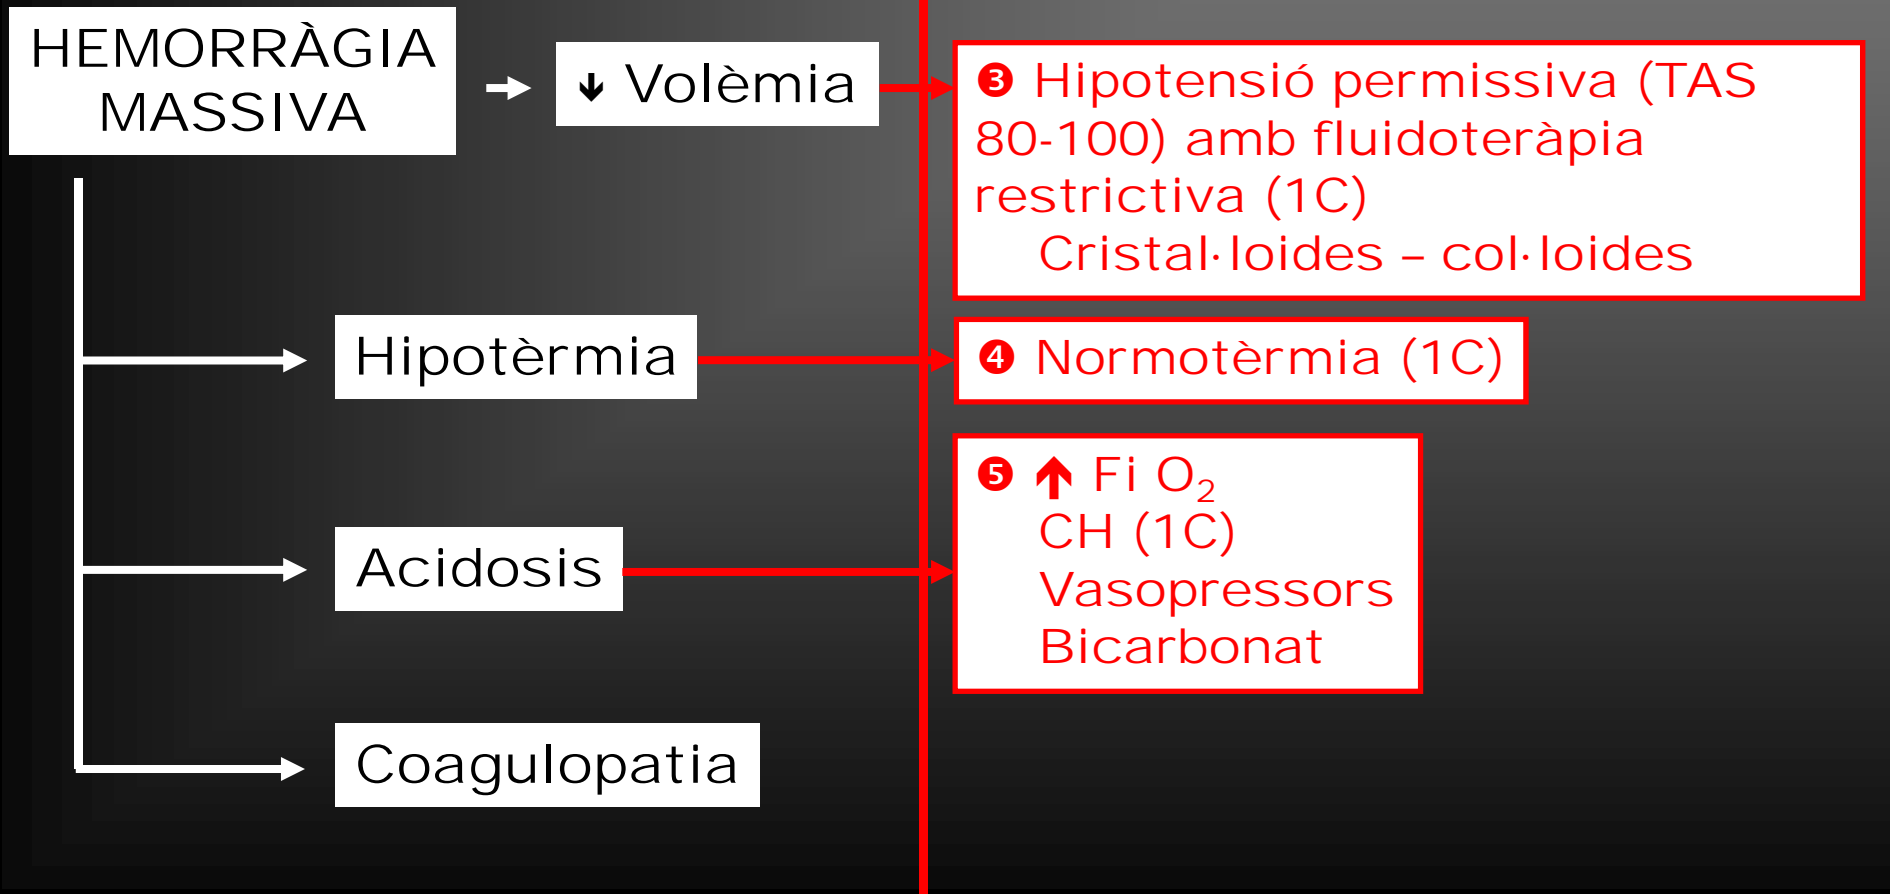 HEMORRÀGIA
MASSIVA
🡻 Volèmia
❸ Hipotensió permissiva (TAS
80-100) amb fluidoteràpia
restrictiva (1C)
Cristal·loides – col·loides
Hipotèrmia
❹ Normotèrmia (1C)
❺ 🡹 Fi O₂
CH (1C)
Vasopressors
Bicarbonat
Acidosis
Coagulopatia